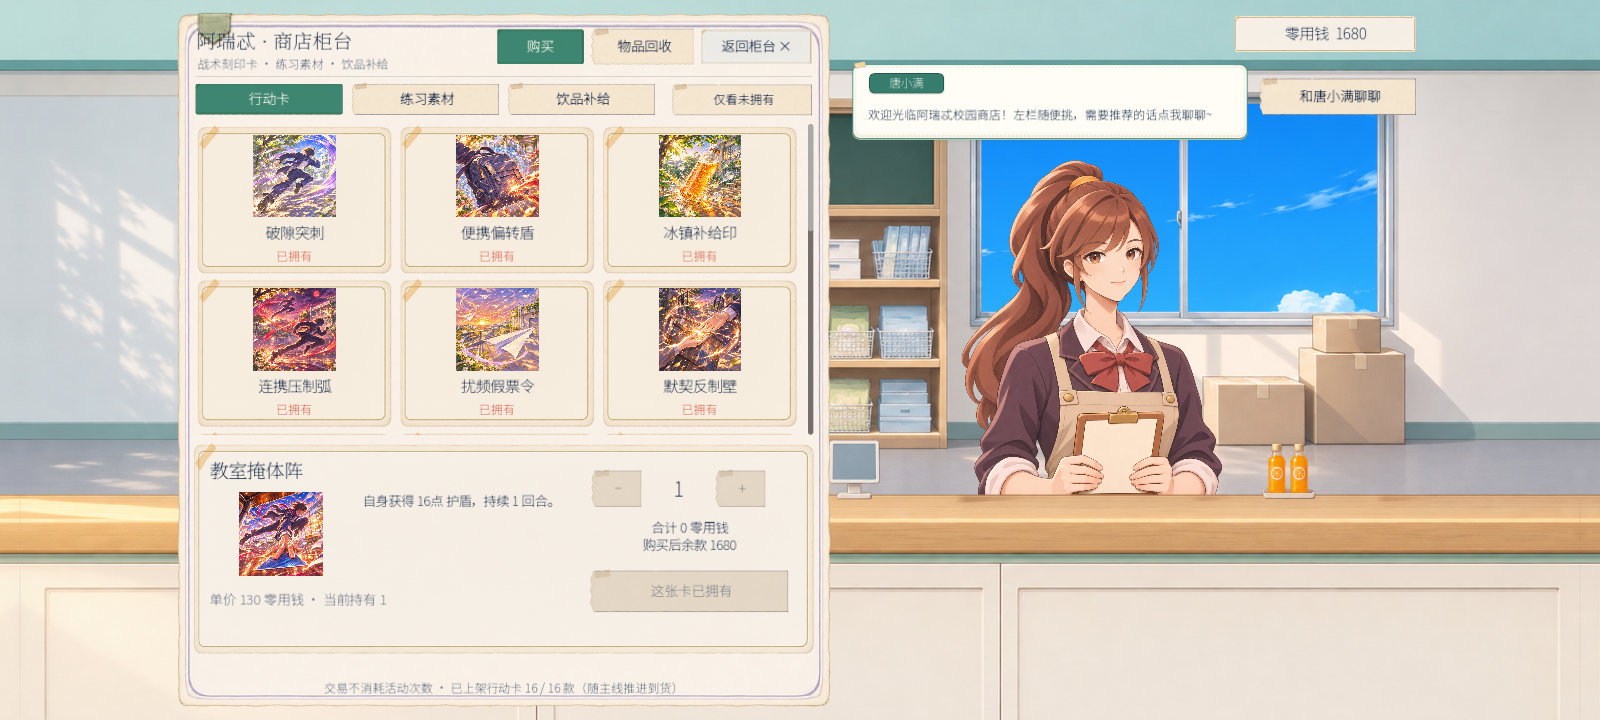 阿瑞忒 · 商店柜台
战术刻印卡 • 练习素材 • 饮品补给
购买
物品回收
返回柜台 ×
行动卡
练习素材
饮品补给
仅看未拥有
破隙突刺
已拥有
便携偏转盾
已拥有
冰镇补给印
已拥有
连携压制弧
已拥有
扰频假票令
已拥有
默契反制壁
已拥有
教室掩体阵
自身获得 16点 护盾，持续 1 回合。
−
1
+
合计 0 零用钱
购买后余款 1680
单价 130 零用钱 • 当前持有 1
这张卡已拥有
交易不消耗活动次数 • 已上架行动卡 16 / 16 款（随主线推进到货）
零用钱 1680
唐小满
欢迎光临阿瑞忒校园商店！左栏随便挑，需要推荐的话点我聊聊~
和唐小满聊聊